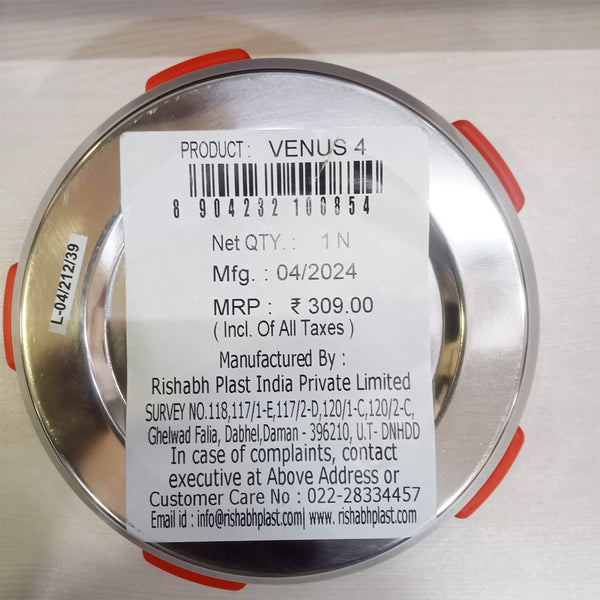 PRODUCT : VENUS 4
8 904232 100854
Net QTY. : 1 N
Mfg. : 04/2024
MRP : ₹ 309.00
( Incl. Of All Taxes )
Manufactured By :
Rishabh Plast India Private Limited
SURVEY NO.118,117/1-E,117/2-D,120/1-C,120/2-C,
Ghelwad Falia, Dabhel,Daman - 396210, U.T- DNHDD
In case of complaints, contact
executive at Above Address or
Customer Care No : 022-28334457
Email id : info@rishabhplast.com| www. rishabhplast.com
L-04/212/39